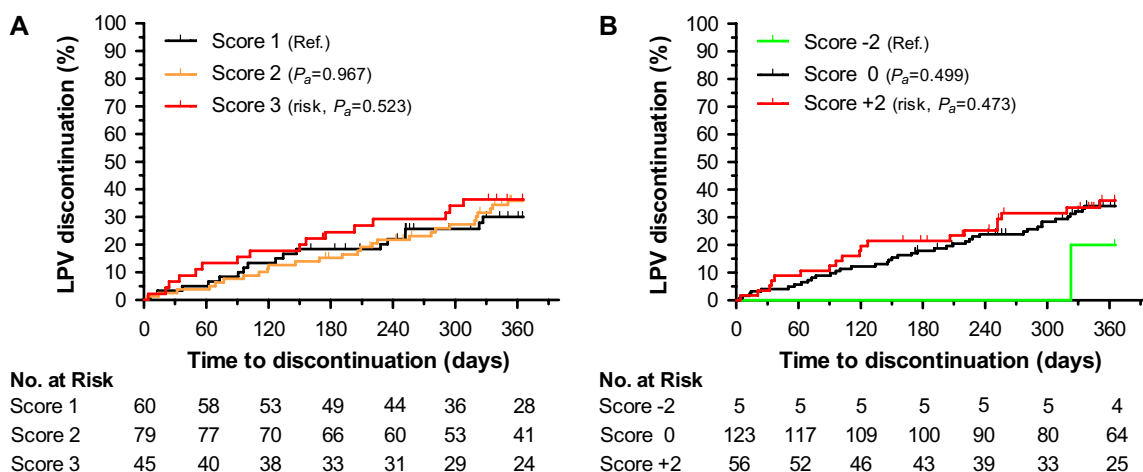 A
LPV discontinuation (%)
100
90
80
70
60
50
40
30
20
10
0
Score 1 (Ref.)
Score 2 (Pa=0.967)
Score 3 (risk, Pa=0.523)
0 60 120 180 240 300 360
Time to discontinuation (days)
No. at Risk
Score 1 60 58 53 49 44 36 28
Score 2 79 77 70 66 60 53 41
Score 3 45 40 38 33 31 29 24
B
LPV discontinuation (%)
100
90
80
70
60
50
40
30
20
10
0
Score -2 (Ref.)
Score 0 (Pa=0.499)
Score +2 (risk, Pa=0.473)
0 60 120 180 240 300 360
Time to discontinuation (days)
No. at Risk
Score -2 5 5 5 5 5 5 4
Score 0 123 117 109 100 90 80 64
Score +2 56 52 46 43 39 33 25